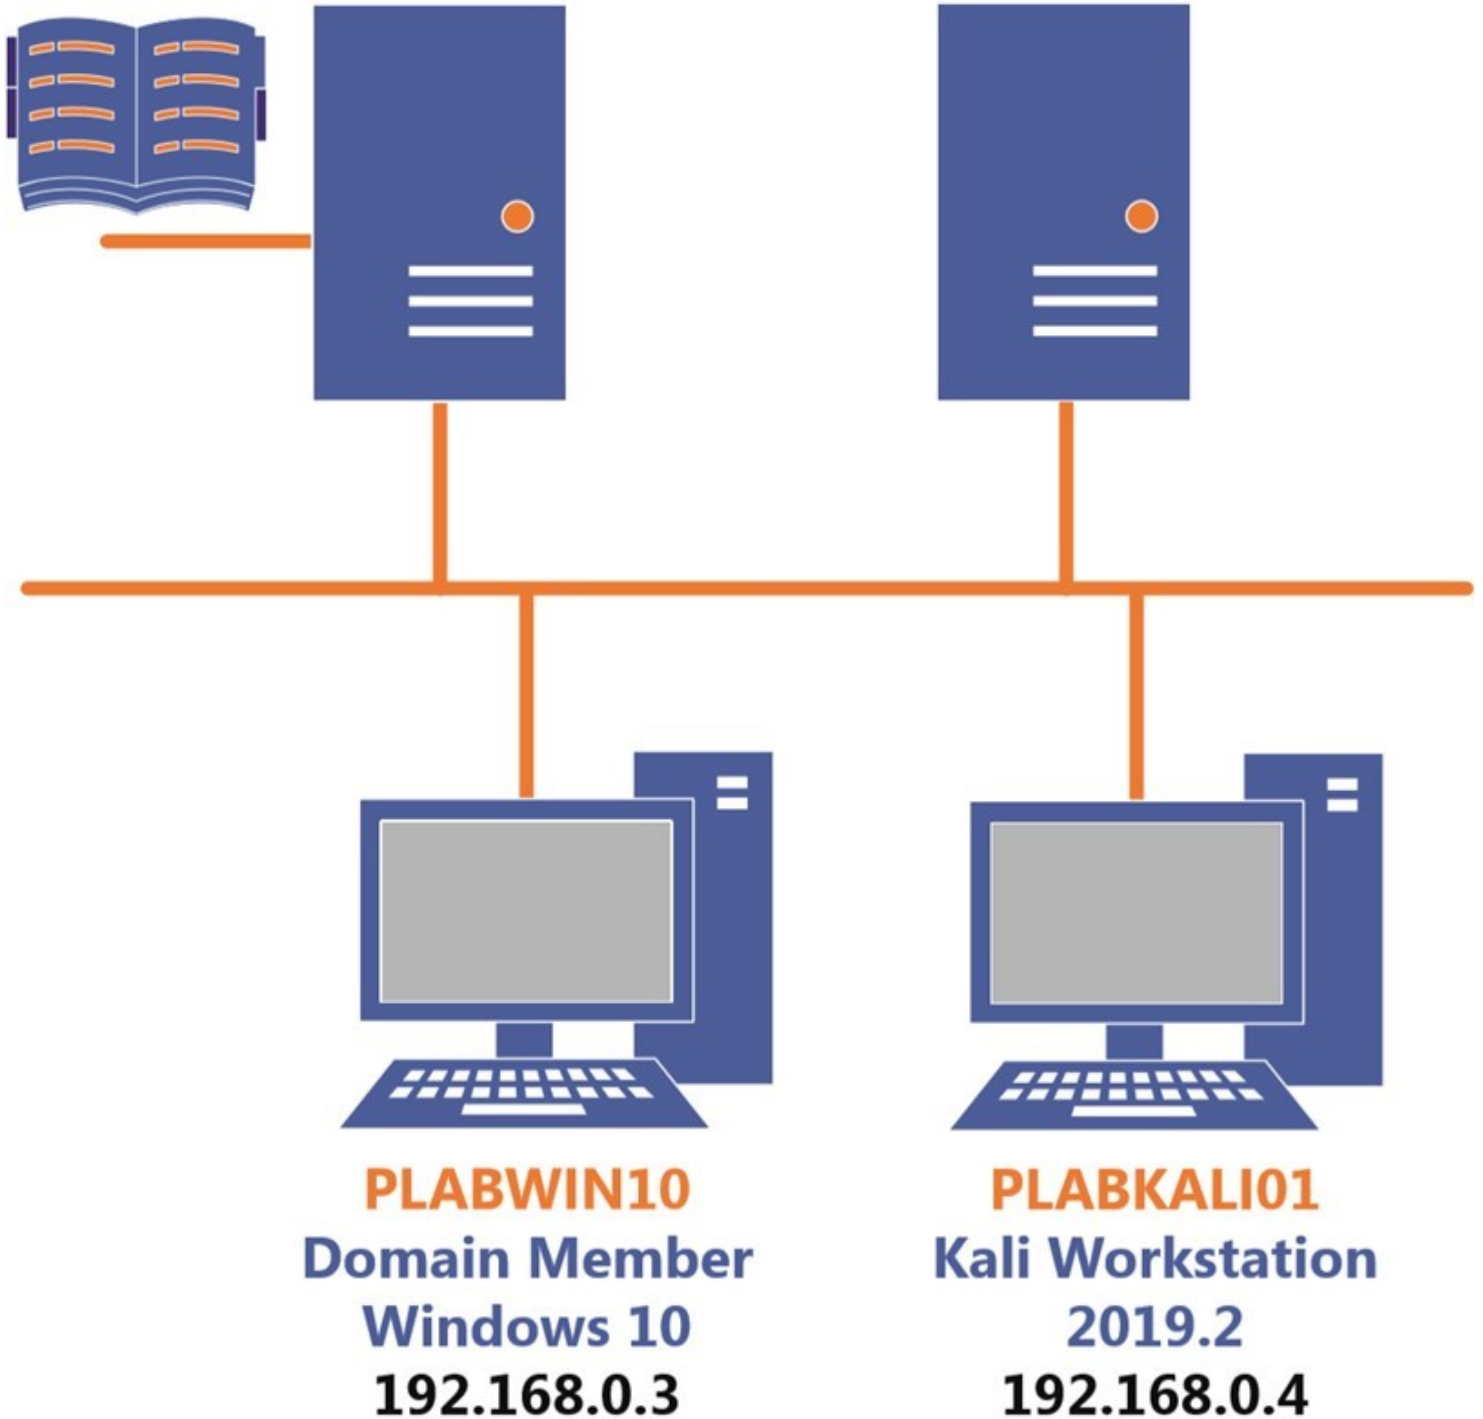 PLABWIN10
Domain Member
Windows 10
192.168.0.3
PLABKALI01
Kali Workstation
2019.2
192.168.0.4